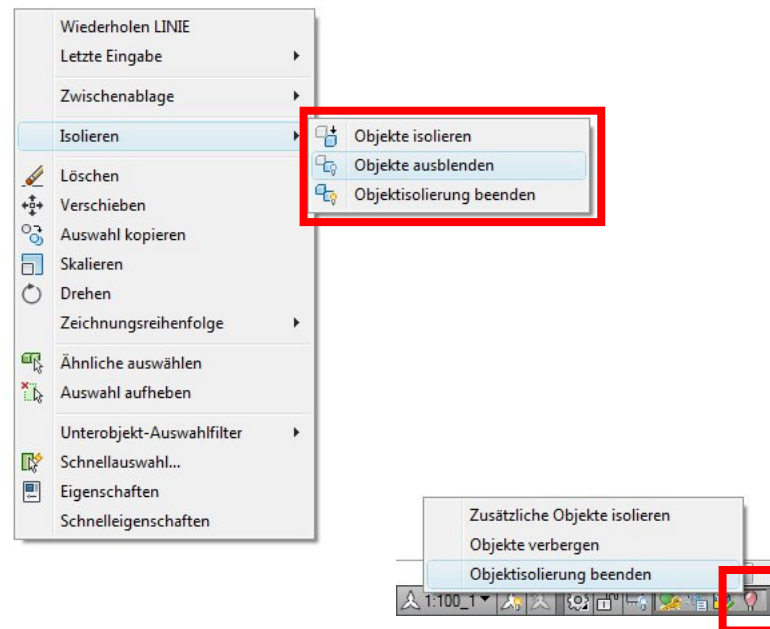 Wiederholen LINIE
Letzte Eingabe
Zwischenablage
Isolieren
Objekte isolieren
Objekte ausblenden
Objektisolierung beenden
Löschen
Verschieben
Auswahl kopieren
Skalieren
Drehen
Zeichnungsreihenfolge
Ähnliche auswählen
Auswahl aufheben
Unterobjekt-Auswahlfilter
Schnellauswahl...
Eigenschaften
Schnelleigenschaften
Zusätzliche Objekte isolieren
Objekte verbergen
Objektisolierung beenden
1:100_1